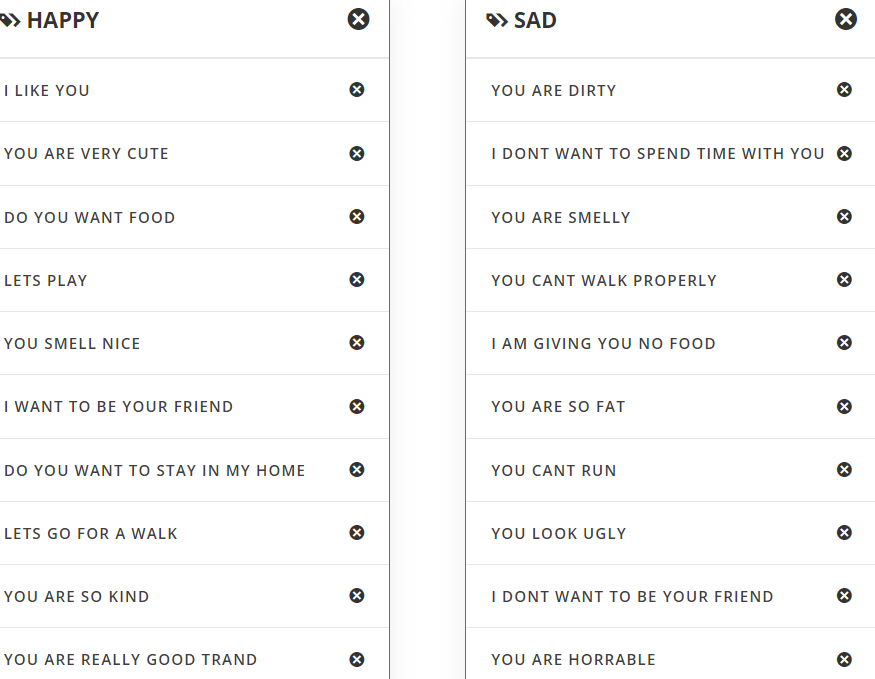 HAPPY
I LIKE YOU
YOU ARE VERY CUTE
DO YOU WANT FOOD
LETS PLAY
YOU SMELL NICE
I WANT TO BE YOUR FRIEND
DO YOU WANT TO STAY IN MY HOME
LETS GO FOR A WALK
YOU ARE SO KIND
YOU ARE REALLY GOOD TRAND
SAD
YOU ARE DIRTY
I DONT WANT TO SPEND TIME WITH YOU
YOU ARE SMELLY
YOU CANT WALK PROPERLY
I AM GIVING YOU NO FOOD
YOU ARE SO FAT
YOU CANT RUN
YOU LOOK UGLY
I DONT WANT TO BE YOUR FRIEND
YOU ARE HORRABLE